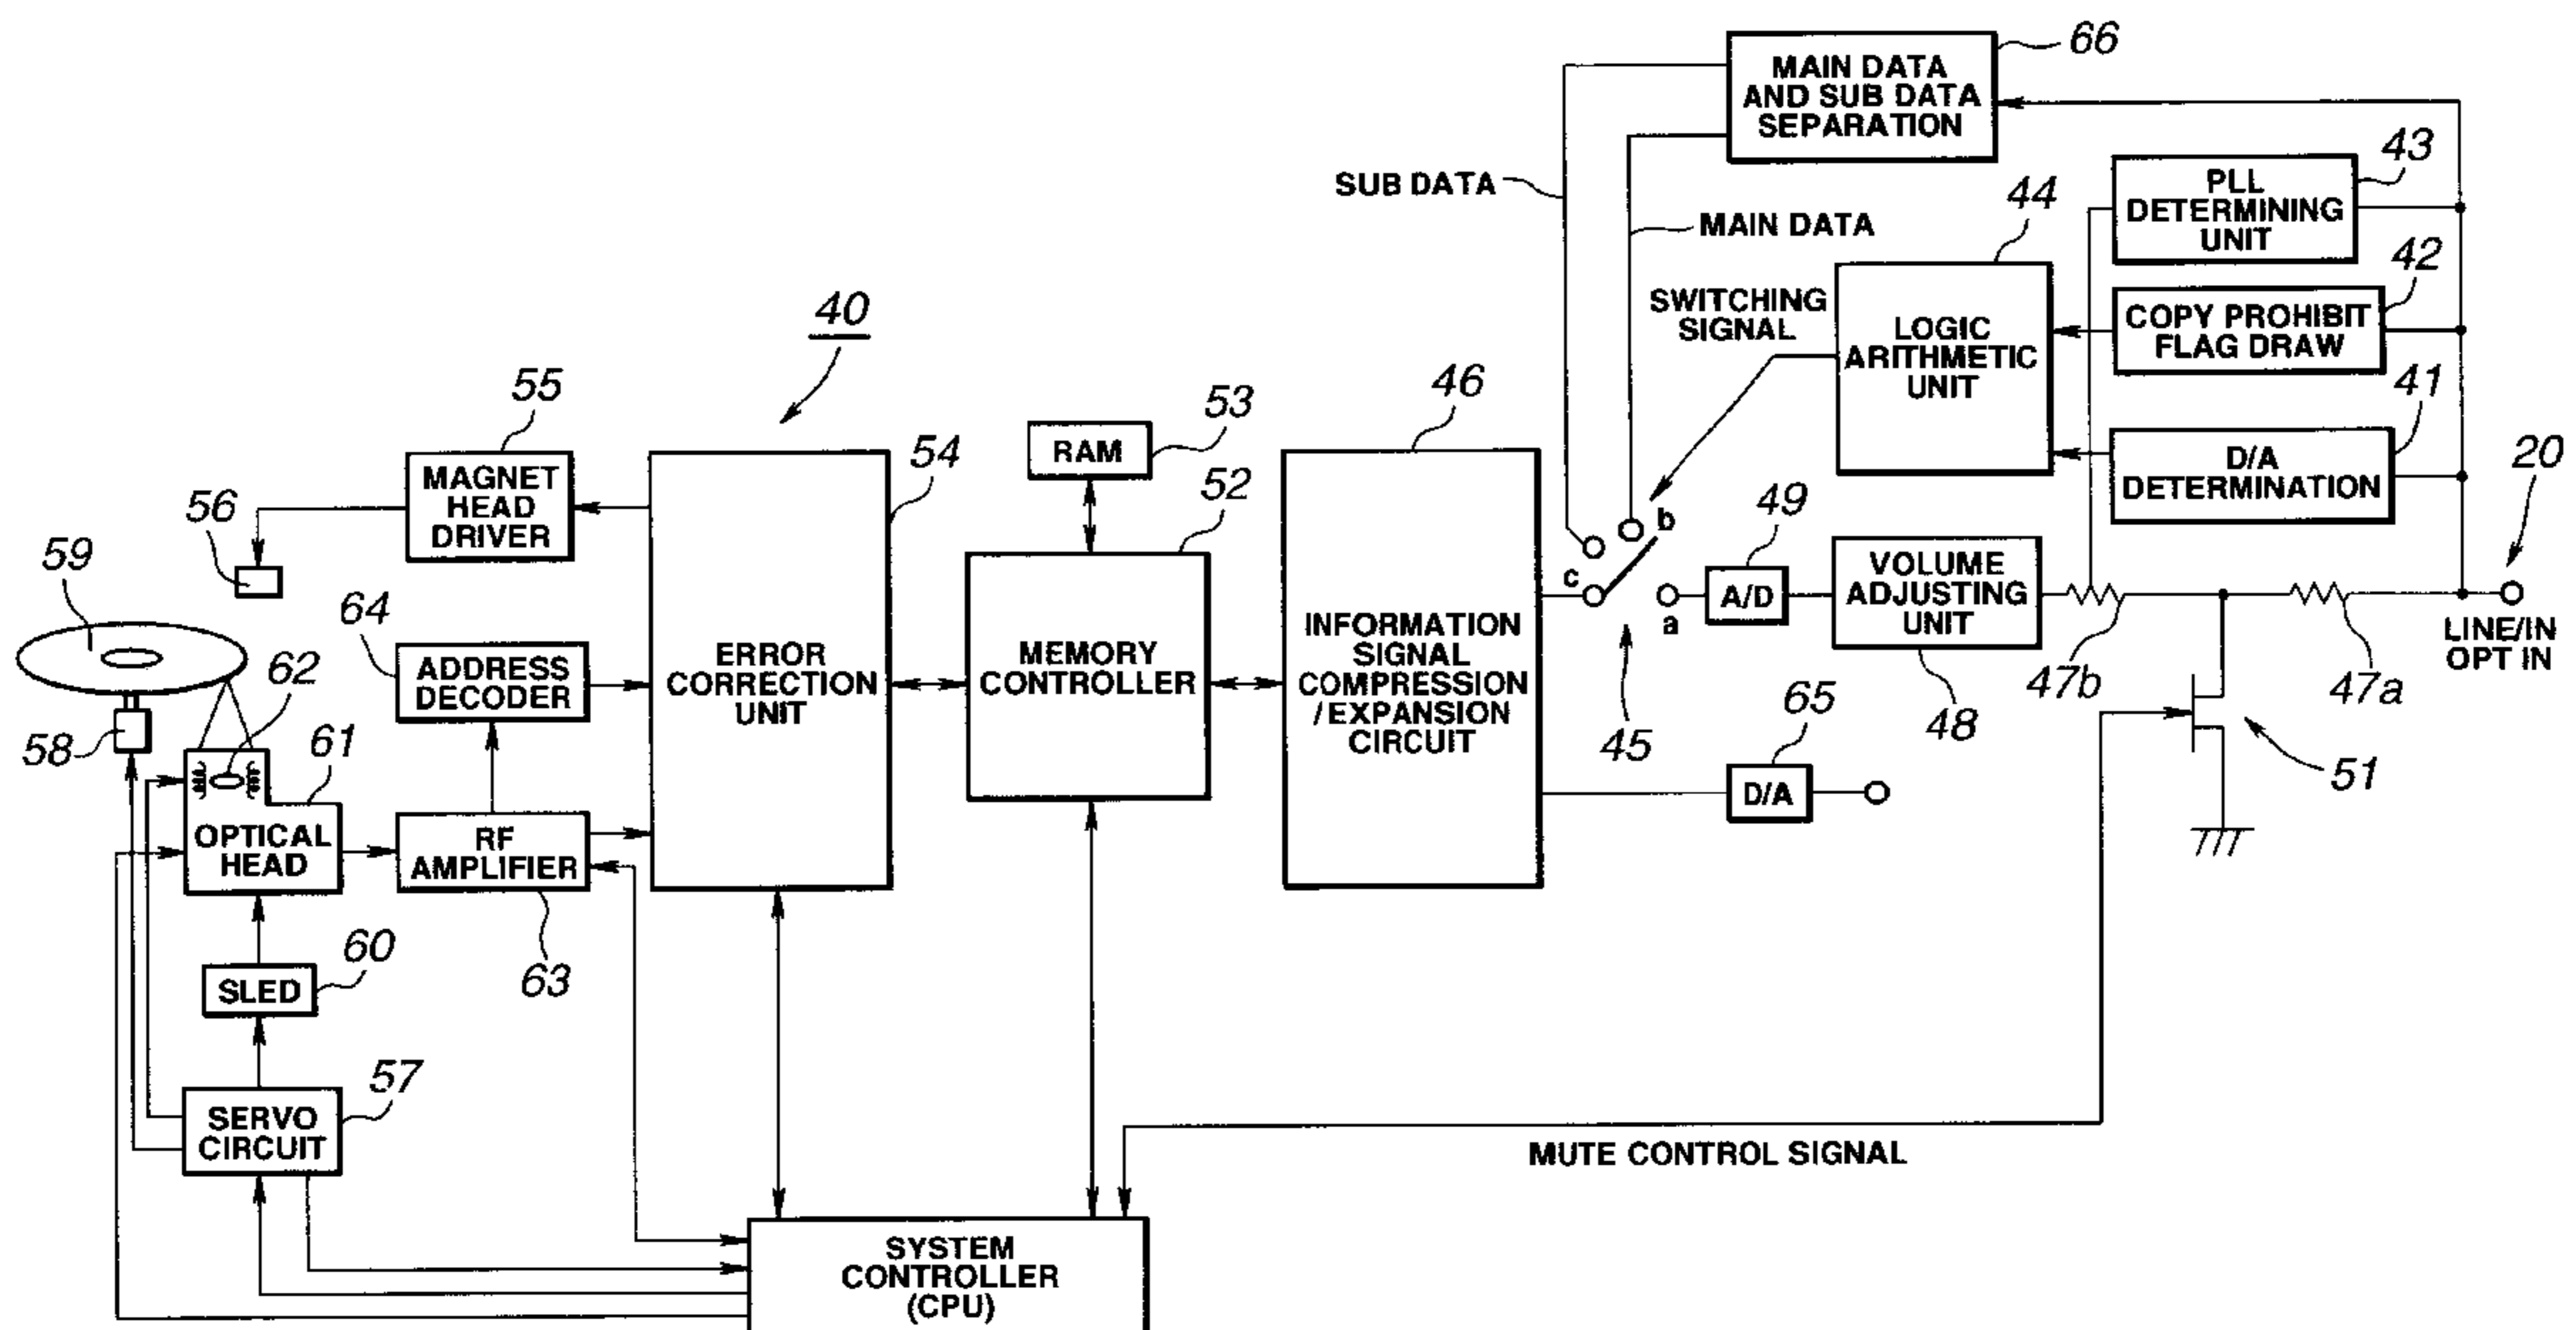 66
MAIN DATA
AND SUB DATA
SEPARATION
43
SUB DATA
44
PLL
DETERMINING
UNIT
MAIN DATA
42
40
SWITCHING
SIGNAL
LOGIC
ARITHMETIC
UNIT
COPY PROHIBIT
FLAG DRAW
55
46
41
53
RAM
54
20
MAGNET
HEAD
DRIVER
56
52
49
b
D/A
DETERMINATION
59
64
c
a
A/D
VOLUME
ADJUSTING
UNIT
LINE/IN
OPT IN
62
ADDRESS
DECODER
ERROR
CORRECTION
UNIT
MEMORY
CONTROLLER
INFORMATION
SIGNAL
COMPRESSION
/EXPANSION
CIRCUIT
47b
47a
58
61
45
65
48
51
D/A
OPTICAL
HEAD
RF
AMPLIFIER
60
63
SLED
57
SERVO
CIRCUIT
MUTE CONTROL SIGNAL
SYSTEM
CONTROLLER
(CPU)